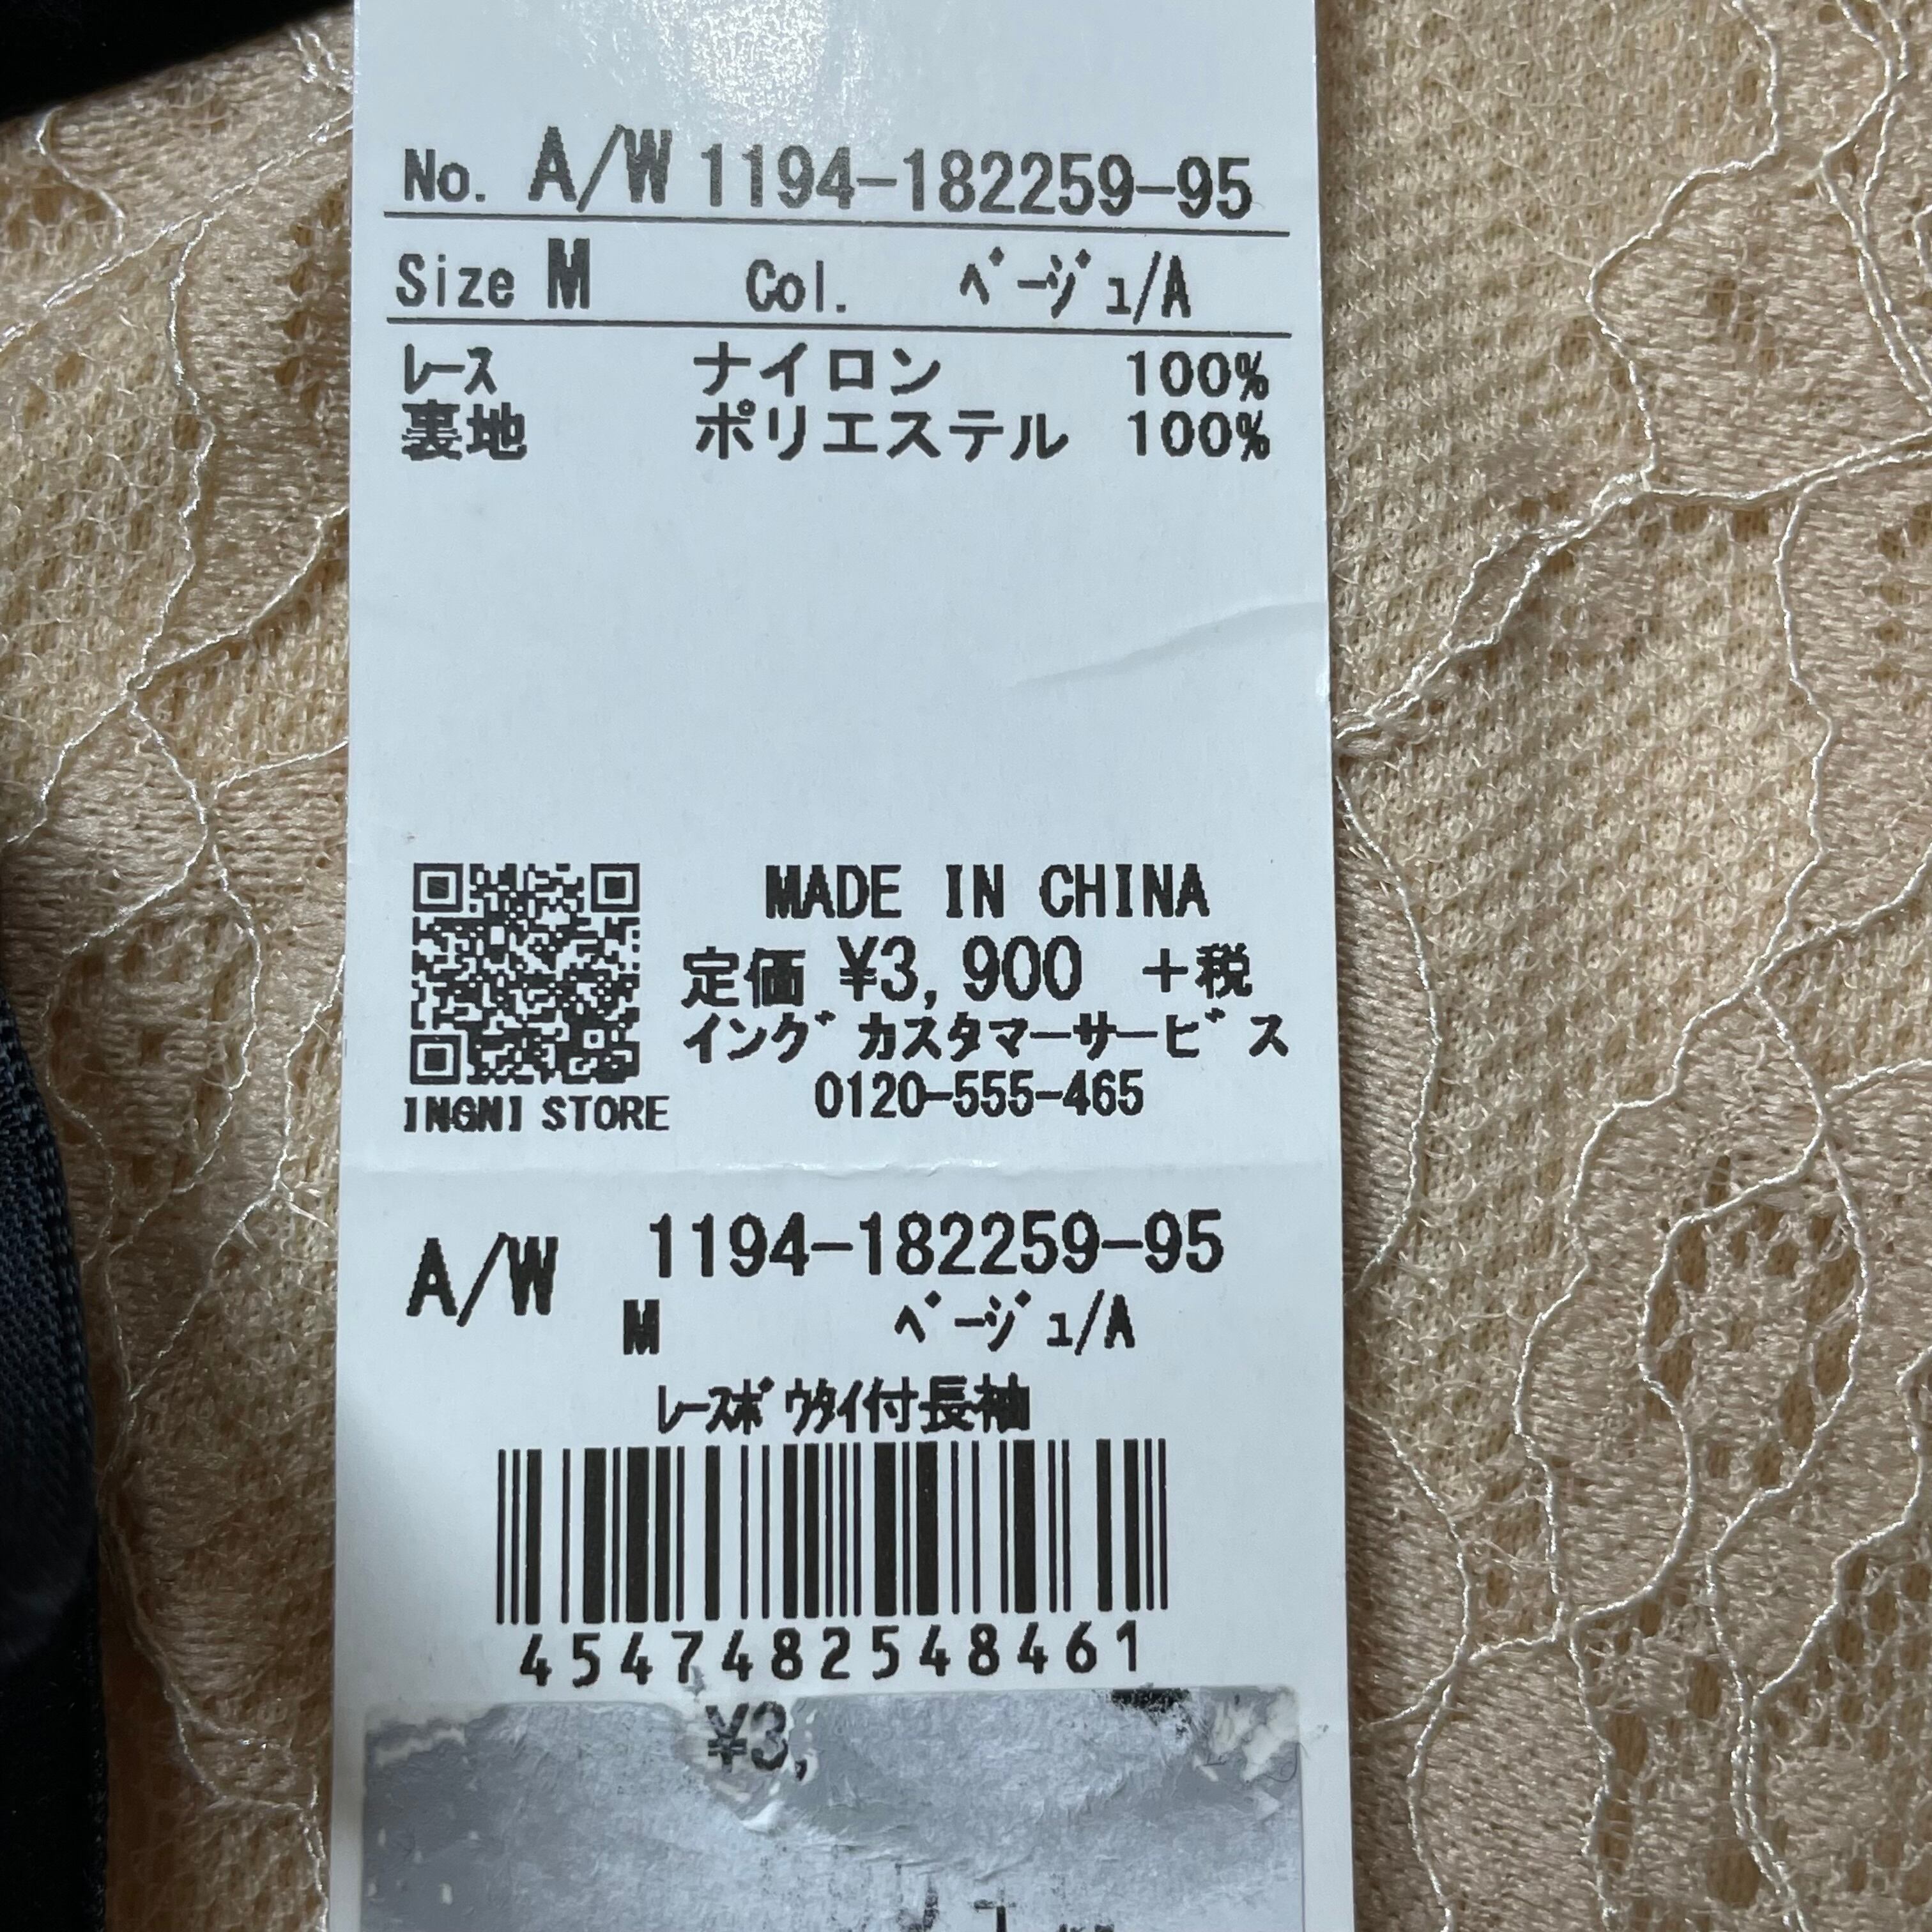 No. A/W 1194-182259-95
Size M Col. ﾍﾞｰｼﾞｭ/A
ﾚｰｽ ナイロン 100%
裏地 ポリエステル 100%
MADE IN CHINA
定価 ¥3,900 +税
イングﾞカスタマーサービﾞス
0120-555-465
INGNI STORE
A/W 1194-182259-95
M ﾍﾞｰｼﾞｭ/A
ﾚｰｽﾎﾞｳﾀｲ付長袖
4547482548461
¥3,